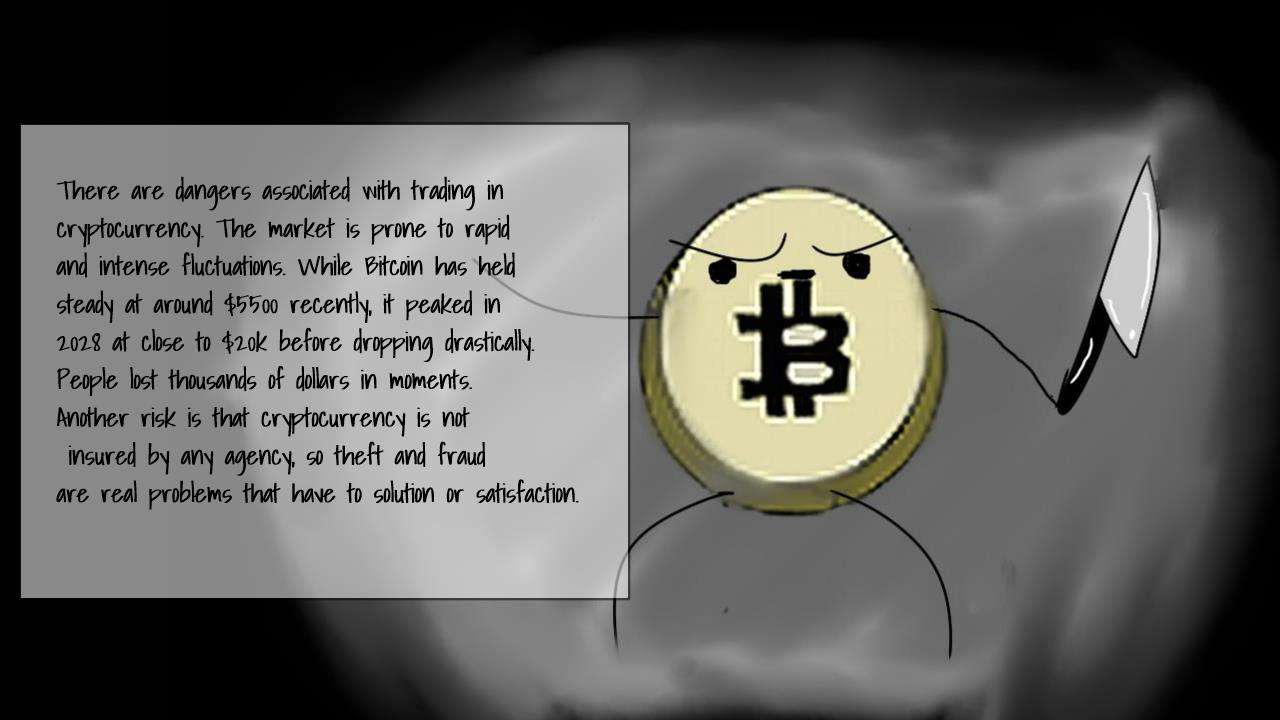 There are dangers associated with trading in
cryptocurrency. The market is prone to rapid
and intense fluctuations. While Bitcoin has held
steady at around $5500 recently, it peaked in
2028 at close to $20k before dropping drastically.
People lost thousands of dollars in moments.
Another risk is that cryptocurrency is not
insured by any agency, so theft and fraud
are real problems that have to solution or satisfaction.